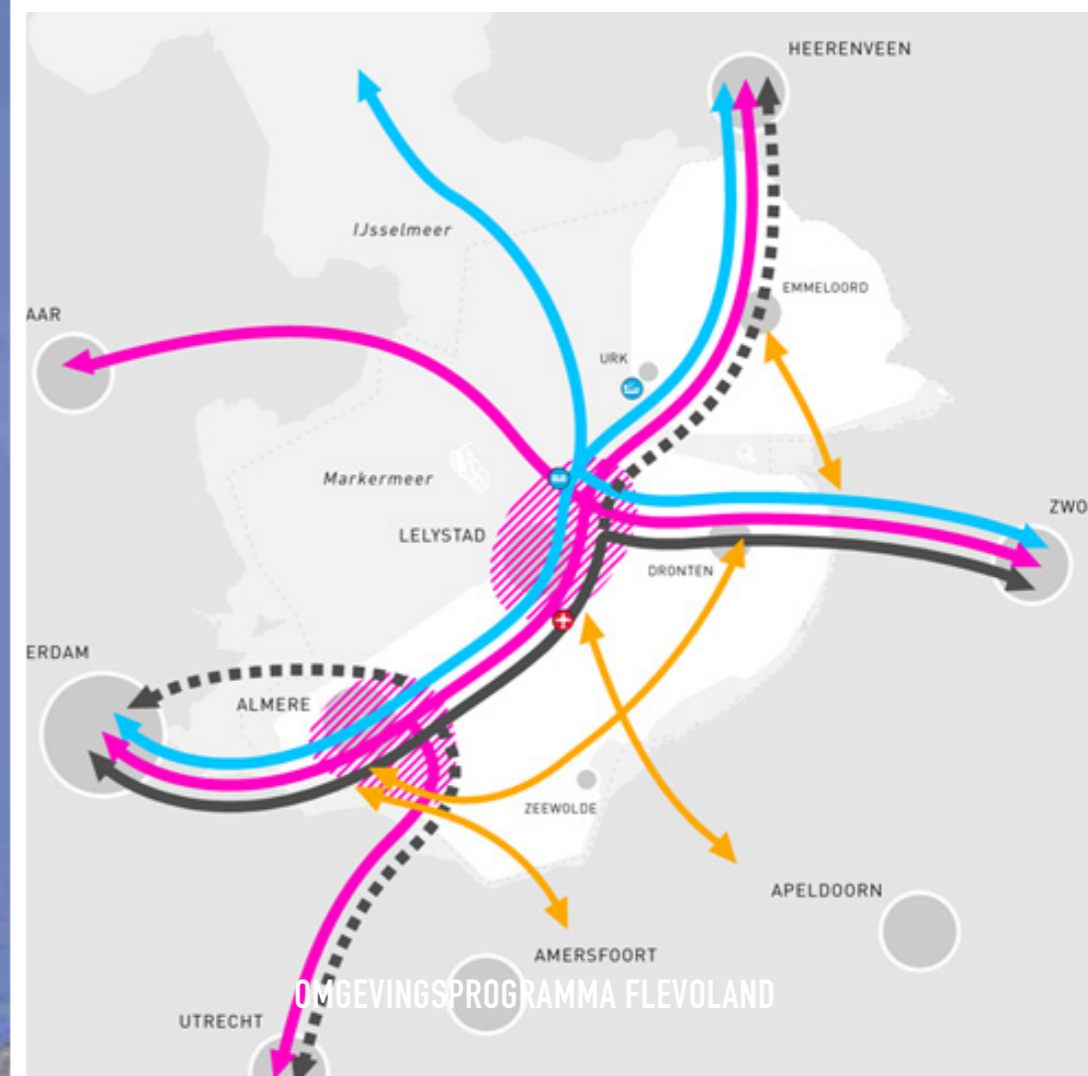 HEERENVEEN
IJsselmeer
EMMELOORD
AAR
URK
Markermeer
ZWO
LELYSTAD
DRONTEN
ERDAM
ALMERE
ZEEWOLDE
APELDOORN
AMERSFOORT
OMGEVINGSPROGRAMMA FLEVOLAND
UTRECHT